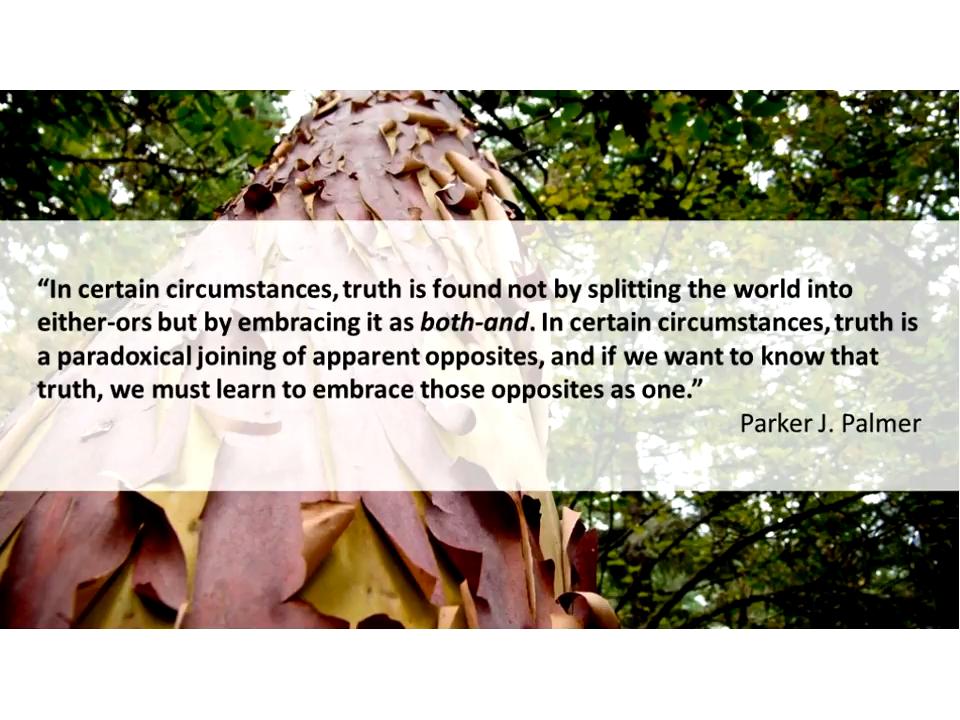 “In certain circumstances, truth is found not by splitting the world into
either-ors but by embracing it as both-and. In certain circumstances, truth is
a paradoxical joining of apparent opposites, and if we want to know that
truth, we must learn to embrace those opposites as one.”
Parker J. Palmer